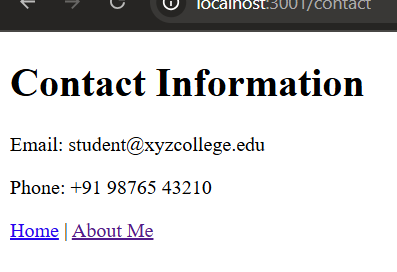 localhost:3001/contact
Contact Information
Email: student@xyzcollege.edu
Phone: +91 98765 43210
Home | About Me